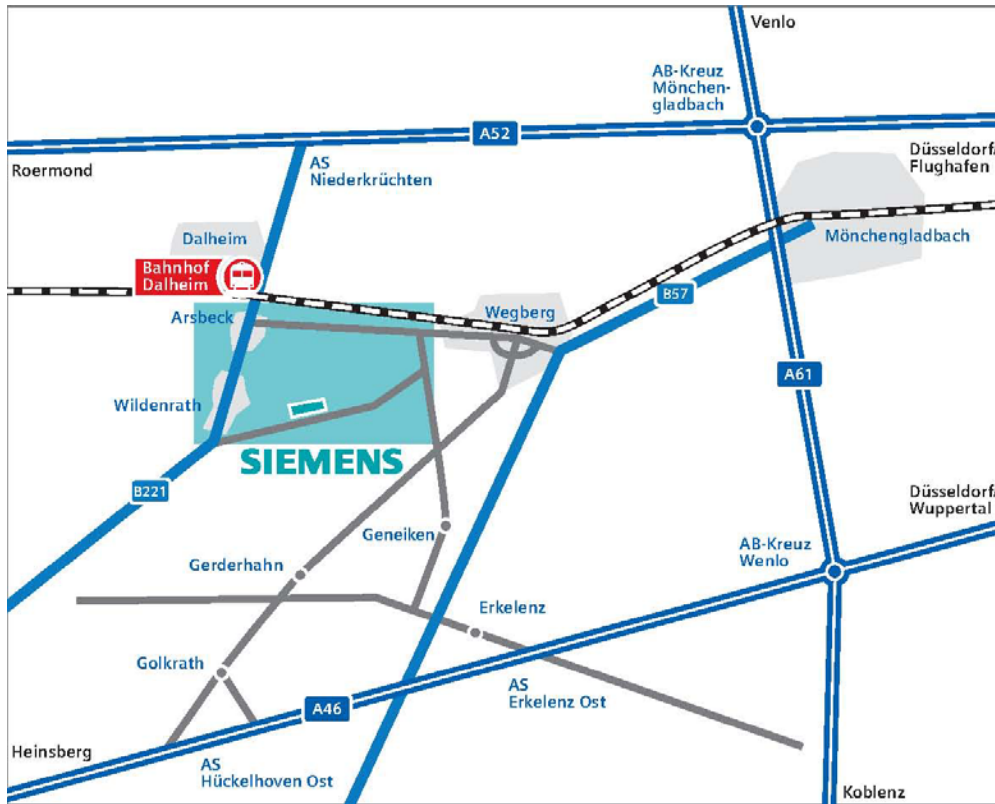 Venlo
AB-Kreuz
Mönchen-
gladbach
A52
Roermond
AS
Niederkrüchten
Düsseldorf/
Flughafen
Dalheim
Mönchengladbach
Bahnhof
Dalheim
B57
Arsbeck
Wegberg
A61
Wildenrath
SIEMENS
B221
Düsseldorf/
Wuppertal
Geneiken
AB-Kreuz
Wenlo
Gerderhahn
Erkelenz
Golkrath
AS
Erkelenz Ost
A46
Heinsberg
AS
Hückelhoven Ost
Koblenz